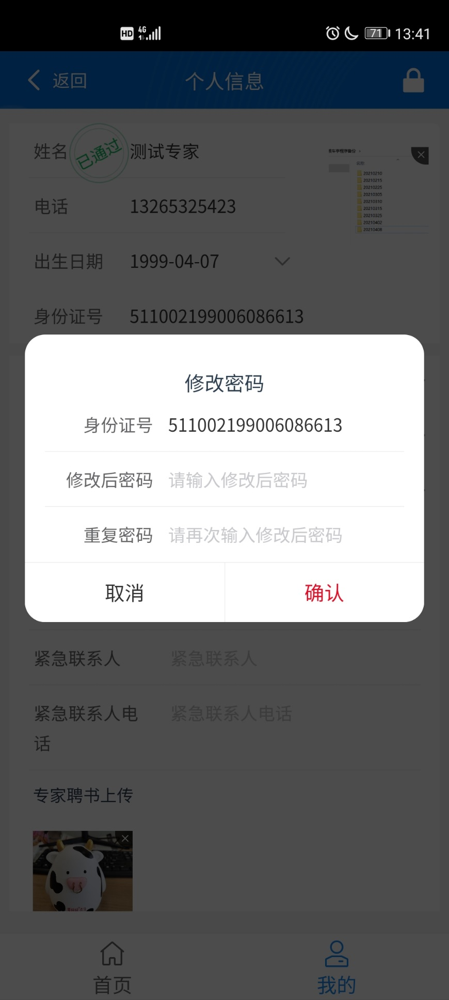 HD 4G 71 13:41
返回 个人信息
姓名 已通过 测试专家
电话 13265325423
出生日期 1999-04-07
身份证号 511002199006086613
名称
20210210
20210215
20210225
20210305
20210310
20210315
20210325
20210402
20210408
修改密码
身份证号 511002199006086613
修改后密码 请输入修改后密码
重复密码 请再次输入修改后密码
取消 确认
紧急联系人 紧急联系人
紧急联系人电话 紧急联系人电话
专家聘书上传
首页 我的